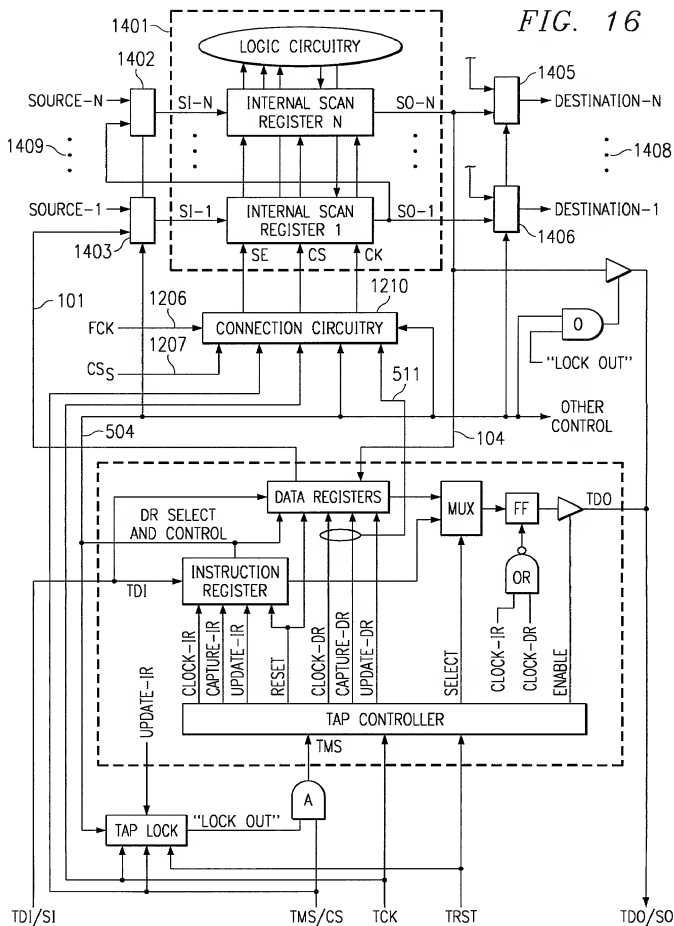 FIG. 16
1401
LOGIC CIRCUITRY
1402
1405
SOURCE-N
SI-N
INTERNAL SCAN
REGISTER N
SO-N
DESTINATION-N
1409
1408
SOURCE-1
SI-1
INTERNAL SCAN
REGISTER 1
SO-1
DESTINATION-1
1403
1406
SE
CS
CK
101
1206
1210
FCK
CONNECTION CIRCUITRY
1207
O
CSS
"LOCK OUT"
511
OTHER
CONTROL
504
104
DATA REGISTERS
MUX
FF
TDO
DR SELECT
AND CONTROL
INSTRUCTION
REGISTER
TDI
OR
CLOCK-IR
CAPTURE-IR
UPDATE-IR
RESET
CLOCK-DR
CAPTURE-DR
UPDATE-DR
SELECT
CLOCK-IR
CLOCK-DR
ENABLE
UPDATE-IR
TAP CONTROLLER
TMS
A
TAP LOCK
"LOCK OUT"
TDI/SI
TMS/CS
TCK
TRST
TDO/SO